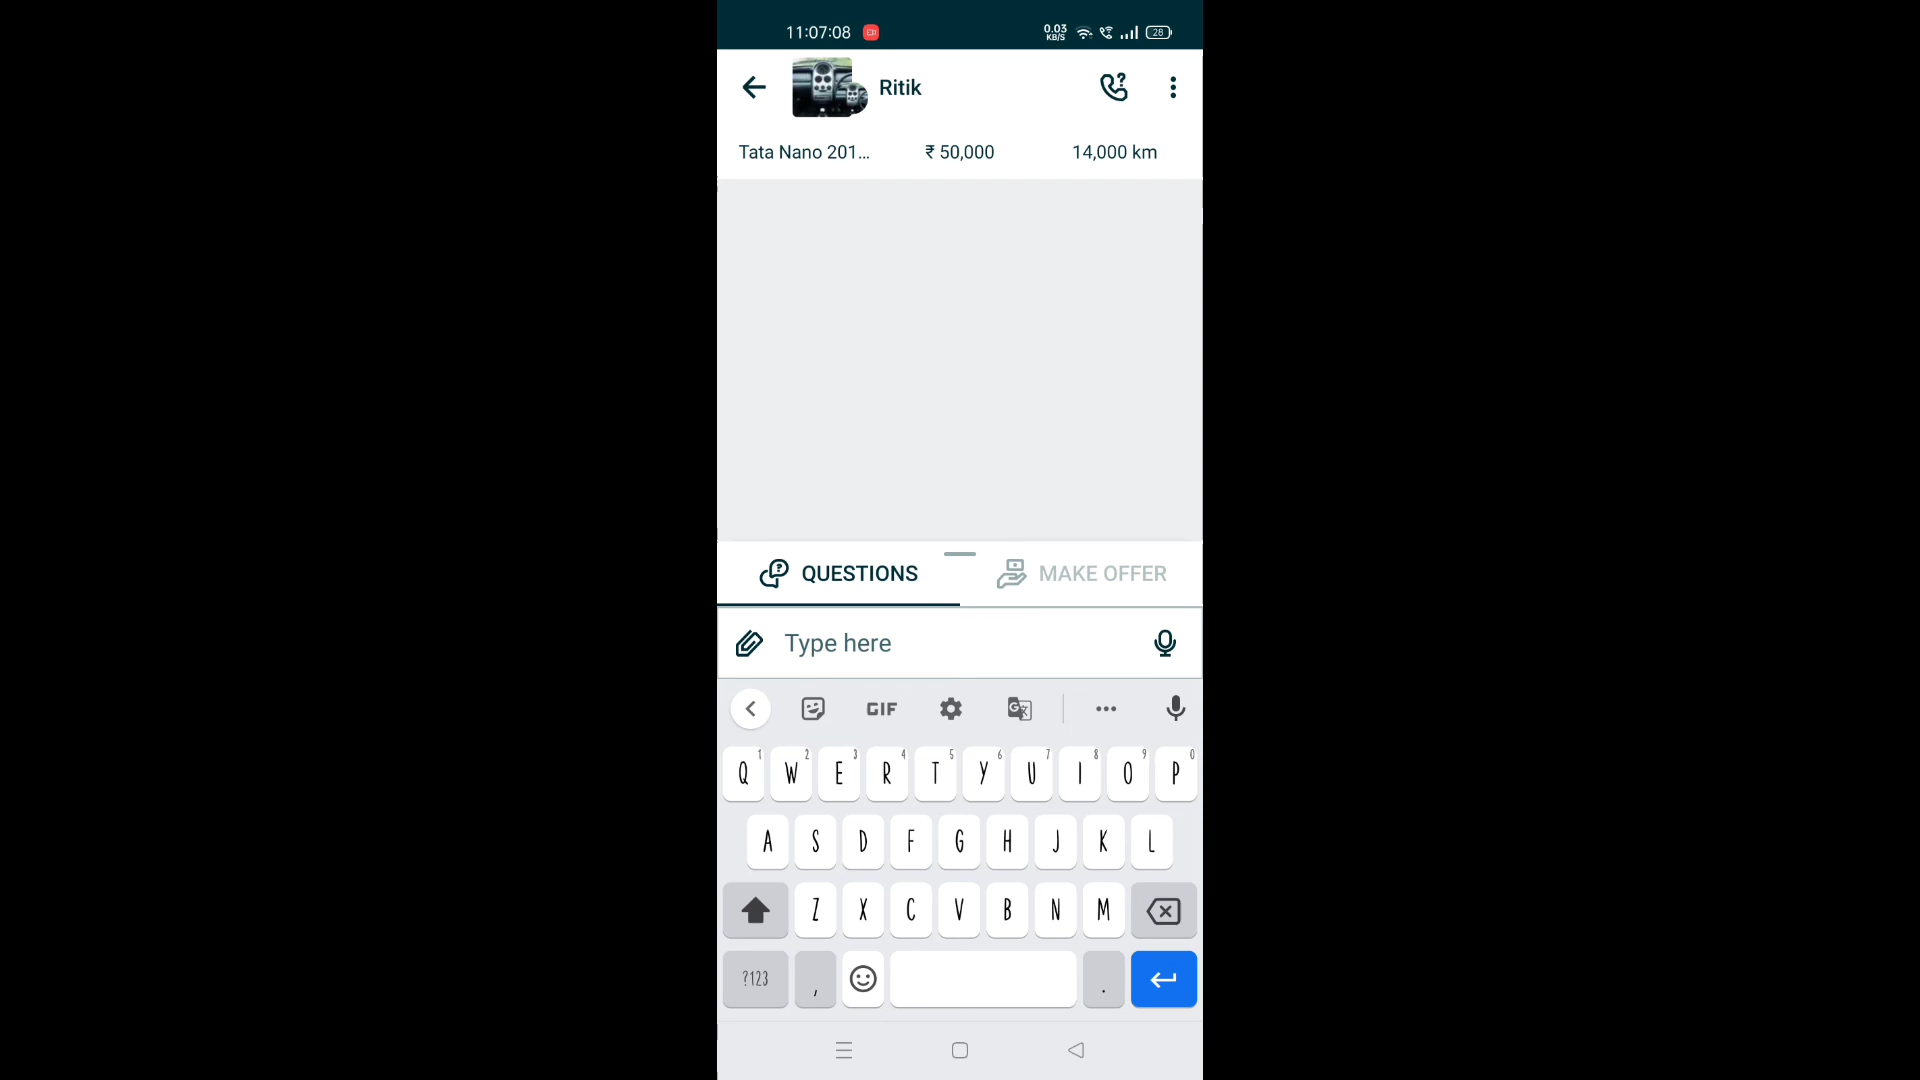 11:07:08
0.03 KB/S
28
Ritik
Tata Nano 201... ₹ 50,000 14,000 km
QUESTIONS MAKE OFFER
Type here
GIF
1 2 3 4 5 6 7 8 9 0
Q W E R T Y U I O P
A S D F G H J K L
Z X C V B N M
?123 , .